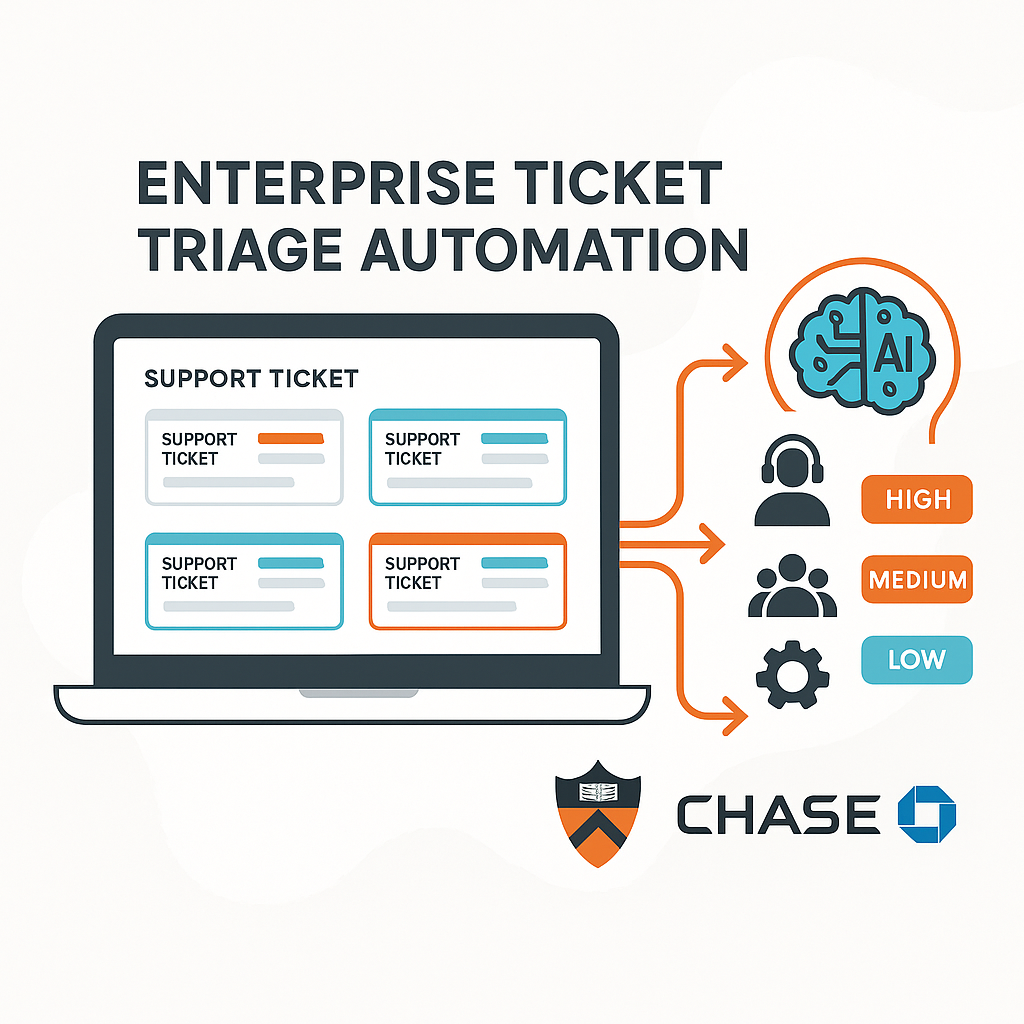 ENTERPRISE TICKET
TRIAGE AUTOMATION
SUPPORT TICKET
SUPPORT
TICKET
SUPPORT
TICKET
SUPPORT
TICKET
SUPPORT
TICKET
AI
HIGH
MEDIUM
LOW
CHASE